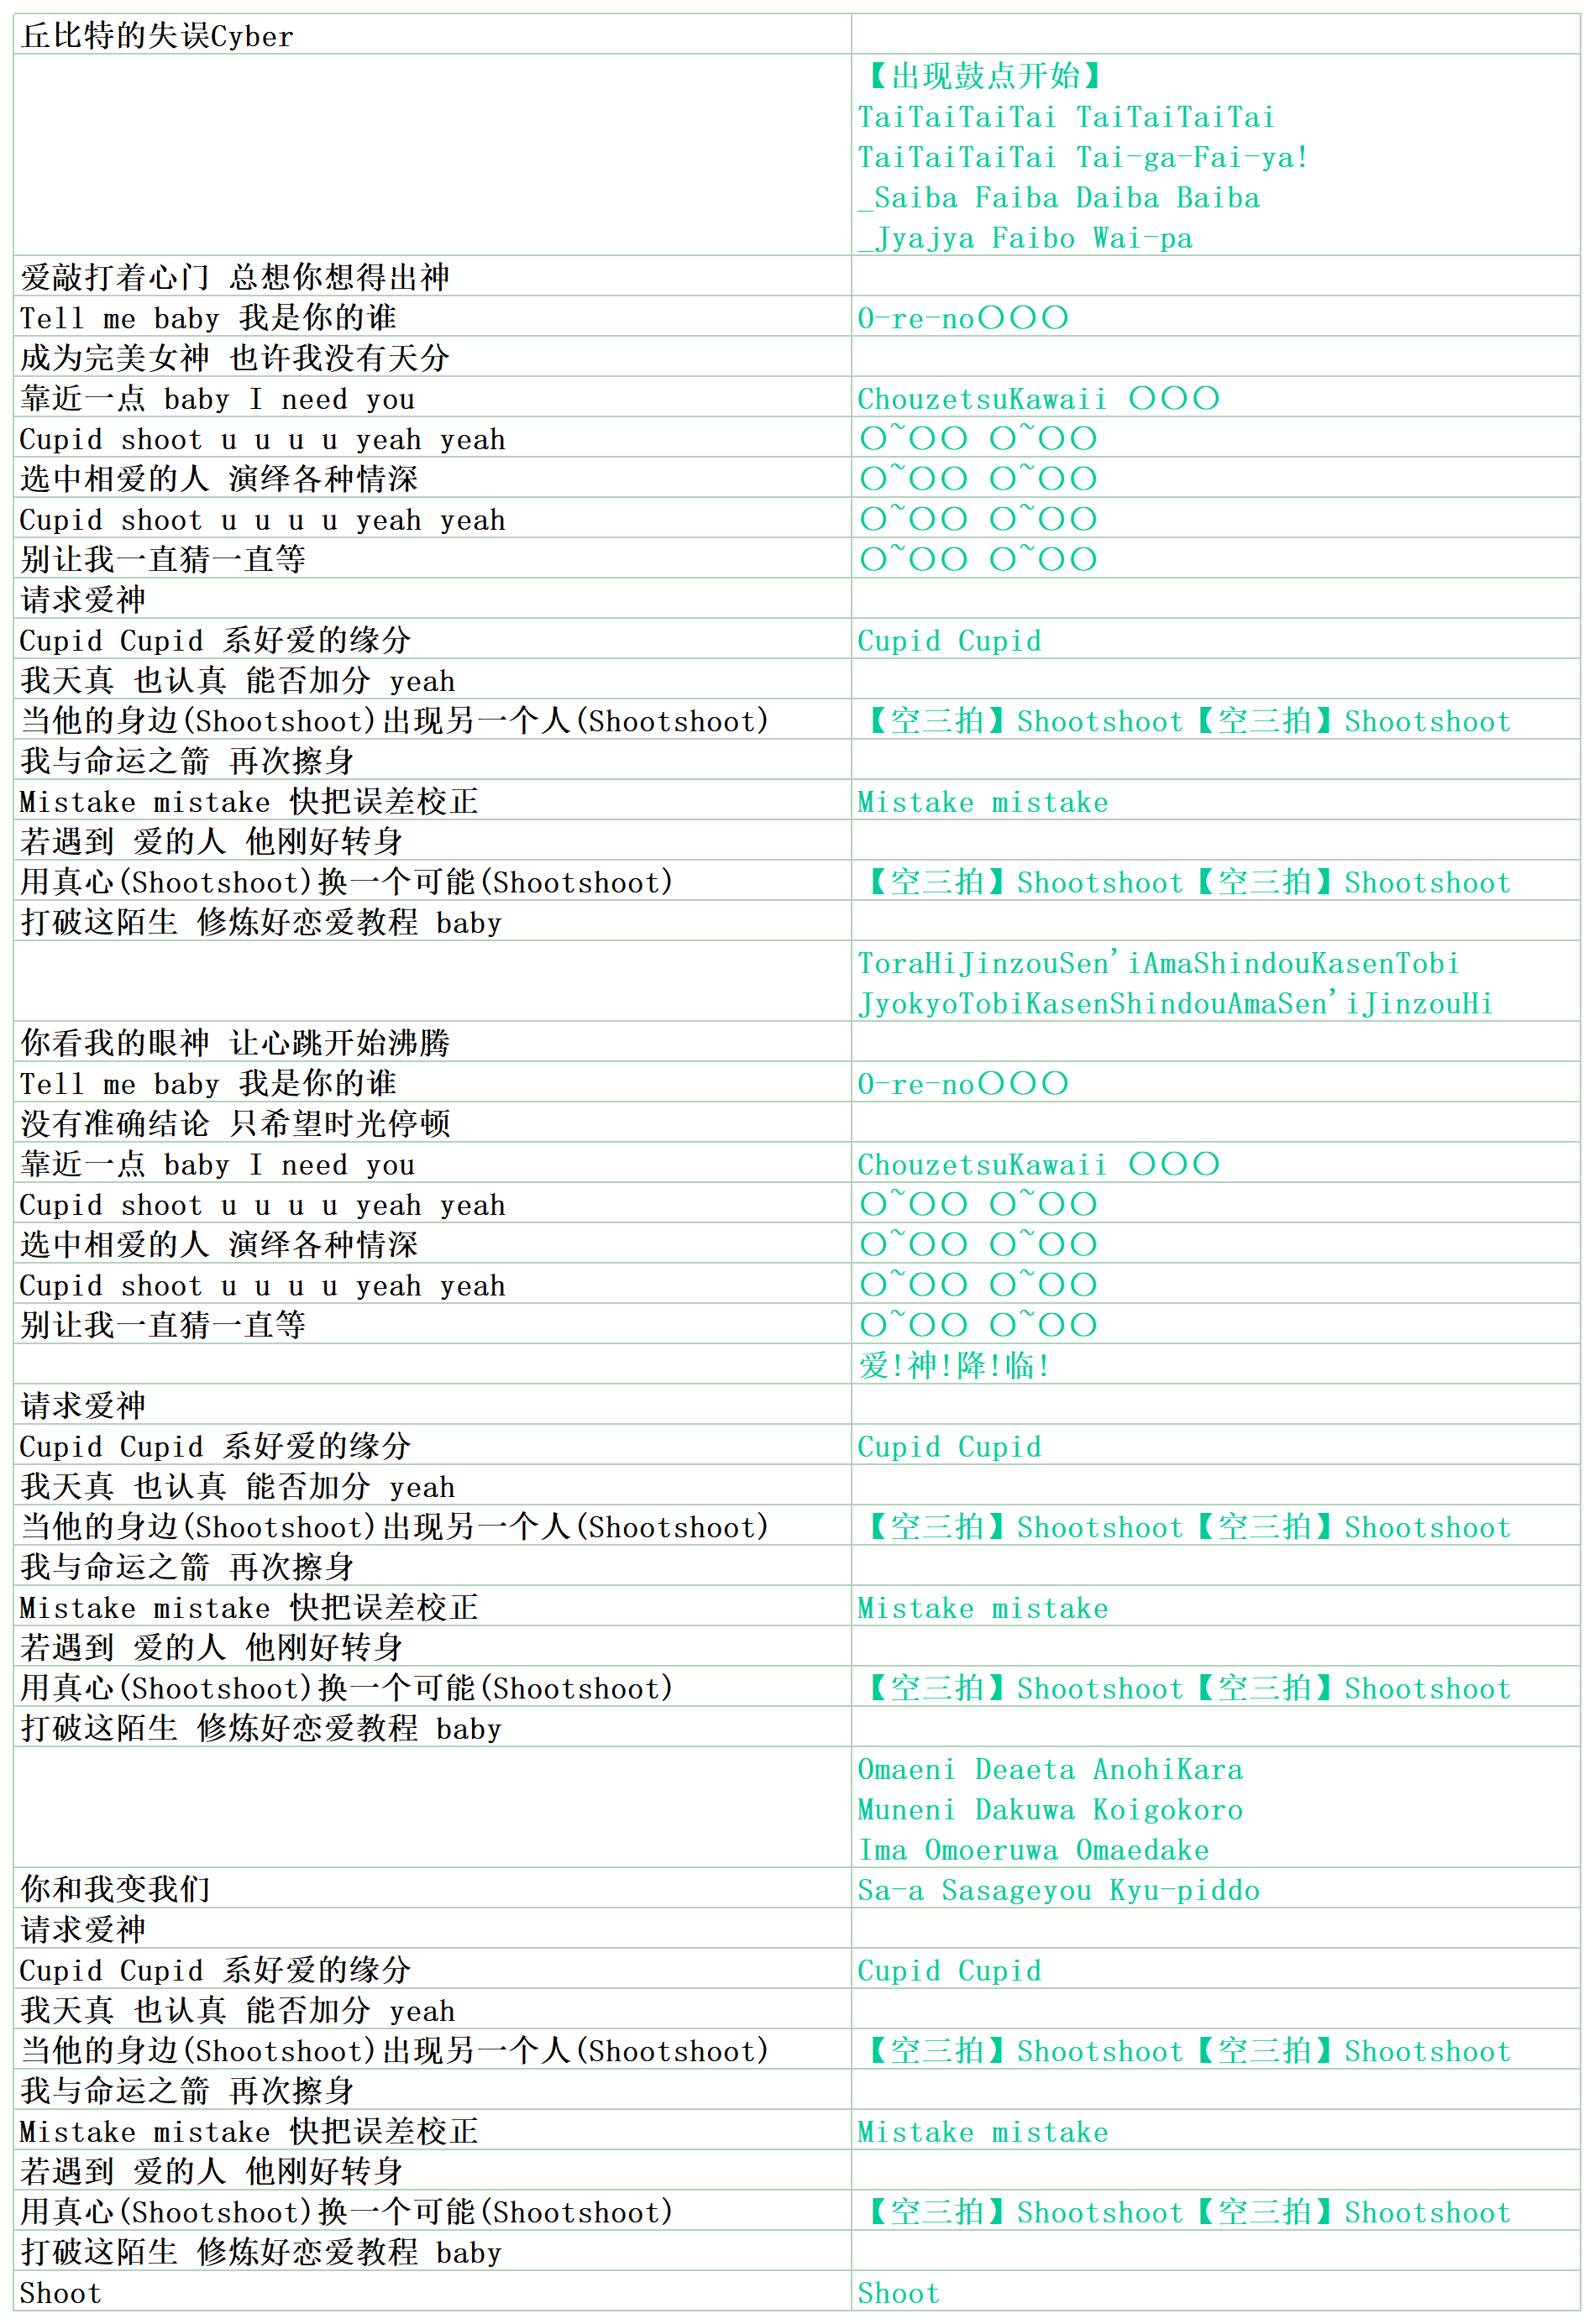 丘比特的失误Cyber
【出现鼓点开始】
TaiTaiTaiTai TaiTaiTaiTai
TaiTaiTaiTai Tai-ga-Fai-ya!
_Saiba Faiba Daiba Baiba
_Jyajya Faibo Wai-pa
爱敲打着心门 总想你想得出神
Tell me baby 我是你的谁 O-re-no〇〇〇
成为完美女神 也许我没有天分
靠近一点 baby I need you ChouzetsuKawaii 〇〇〇
Cupid shoot u u u u yeah yeah 〇~〇〇 〇~〇〇
选中相爱的人 演绎各种情深 〇~〇〇 〇~〇〇
Cupid shoot u u u u yeah yeah 〇~〇〇 〇~〇〇
别让我一直猜一直等 〇~〇〇 〇~〇〇
请求爱神
Cupid Cupid 系好爱的缘分 Cupid Cupid
我天真 也认真 能否加分 yeah
当他的身边(Shootshoot)出现另一个人(Shootshoot) 【空三拍】Shootshoot【空三拍】Shootshoot
我与命运之箭 再次擦身
Mistake mistake 快把误差校正 Mistake mistake
若遇到 爱的人 他刚好转身
用真心(Shootshoot)换一个可能(Shootshoot) 【空三拍】Shootshoot【空三拍】Shootshoot
打破这陌生 修炼好恋爱教程 baby
ToraHiJinzouSen'iAmaShindouKasenTobi
JyokyoTobiKasenShindouAmaSen'iJinzouHi
你看我的眼神 让心跳开始沸腾
Tell me baby 我是你的谁 O-re-no〇〇〇
没有准确结论 只希望时光停顿
靠近一点 baby I need you ChouzetsuKawaii 〇〇〇
Cupid shoot u u u u yeah yeah 〇~〇〇 〇~〇〇
选中相爱的人 演绎各种情深 〇~〇〇 〇~〇〇
Cupid shoot u u u u yeah yeah 〇~〇〇 〇~〇〇
别让我一直猜一直等 〇~〇〇 〇~〇〇
爱!神!降!临!
请求爱神
Cupid Cupid 系好爱的缘分 Cupid Cupid
我天真 也认真 能否加分 yeah
当他的身边(Shootshoot)出现另一个人(Shootshoot) 【空三拍】Shootshoot【空三拍】Shootshoot
我与命运之箭 再次擦身
Mistake mistake 快把误差校正 Mistake mistake
若遇到 爱的人 他刚好转身
用真心(Shootshoot)换一个可能(Shootshoot) 【空三拍】Shootshoot【空三拍】Shootshoot
打破这陌生 修炼好恋爱教程 baby
Omaeni Deaeta AnohiKara
Muneni Dakuwa Koigokoro
Ima Omoeruwa Omaedake
你和我变我们 Sa-a Sasageyou Kyu-piddo
请求爱神
Cupid Cupid 系好爱的缘分 Cupid Cupid
我天真 也认真 能否加分 yeah
当他的身边(Shootshoot)出现另一个人(Shootshoot) 【空三拍】Shootshoot【空三拍】Shootshoot
我与命运之箭 再次擦身
Mistake mistake 快把误差校正 Mistake mistake
若遇到 爱的人 他刚好转身
用真心(Shootshoot)换一个可能(Shootshoot) 【空三拍】Shootshoot【空三拍】Shootshoot
打破这陌生 修炼好恋爱教程 baby
Shoot Shoot